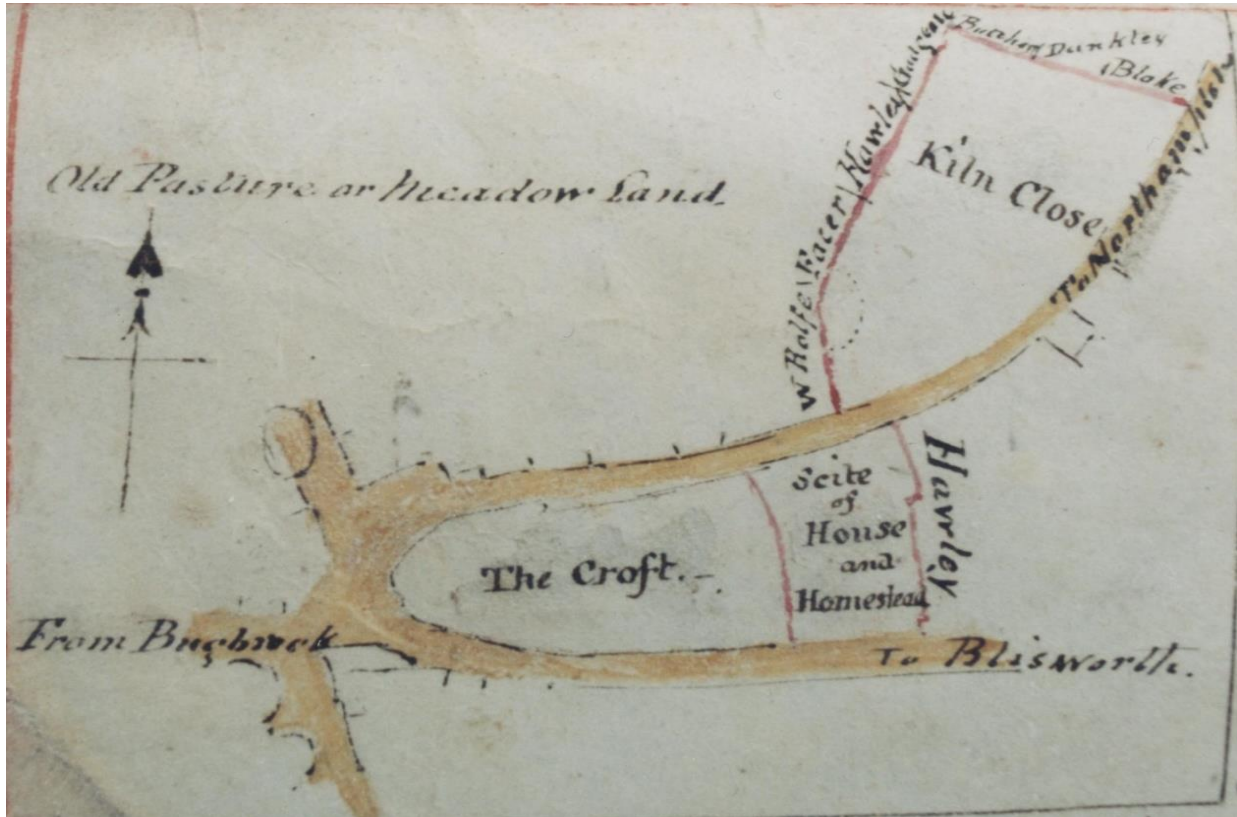 Butcher Dunkley
& Blake
Kiln Close
To Northampton
W Rolfe Facer Hawley
Old Pasture or Meadow Land.
Scite
of
House
and
Homestead
Hawley
The Croft.
From Bugbrook
To Blisworth.